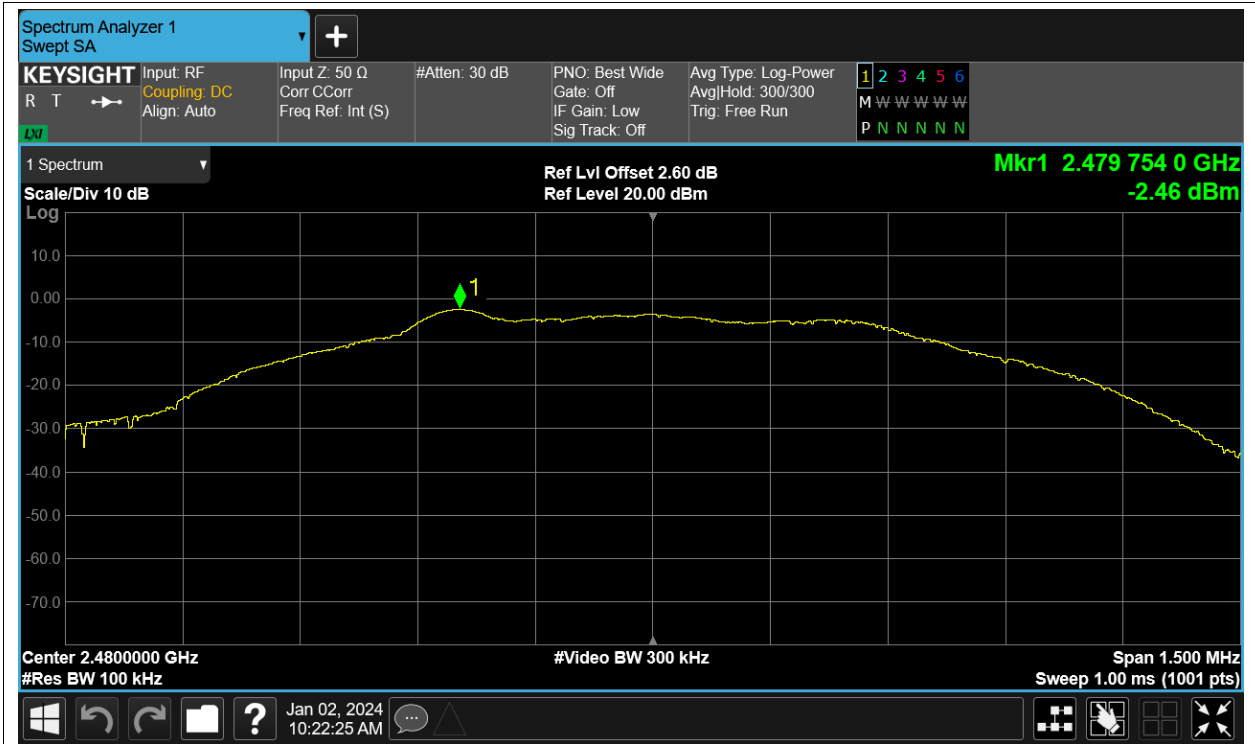 Spectrum Analyzer 1
Swept SA
KEYSIGHT
R T
LXI
Input: RF
Coupling: DC
Align: Auto
Input Z: 50 Ω
Corr CCorr
Freq Ref: Int (S)
#Atten: 30 dB
PNO: Best Wide
Gate: Off
IF Gain: Low
Sig Track: Off
Avg Type: Log-Power
Avg|Hold: 300/300
Trig: Free Run
1 2 3 4 5 6
M W W W W W
P N N N N N
1 Spectrum
Scale/Div 10 dB
Log
Ref Lvl Offset 2.60 dB
Ref Level 20.00 dBm
Mkr1 2.479 754 0 GHz
-2.46 dBm
10.0
0.00
-10.0
-20.0
-30.0
-40.0
-50.0
-60.0
-70.0
1
Center 2.4800000 GHz
#Res BW 100 kHz
#Video BW 300 kHz
Span 1.500 MHz
Sweep 1.00 ms (1001 pts)
?
Jan 02, 2024
10:22:25 AM